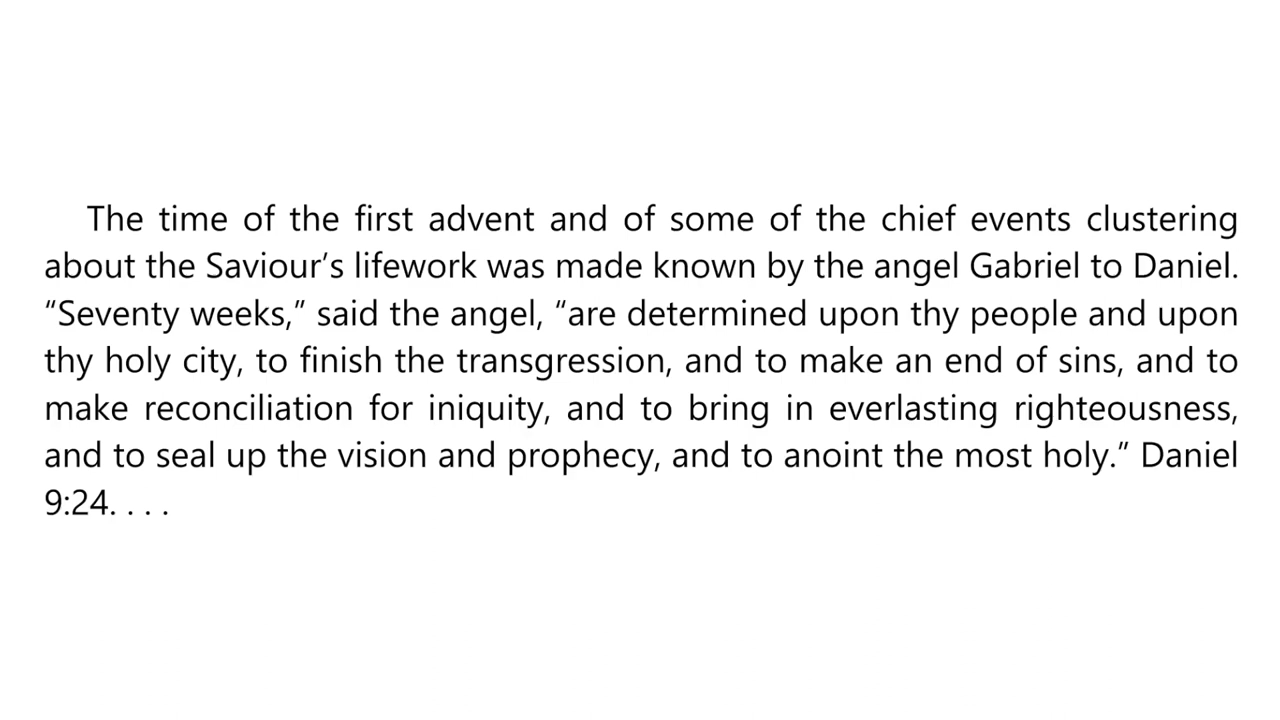 The time of the first advent and of some of the chief events clustering
about the Saviour’s lifework was made known by the angel Gabriel to Daniel.
“Seventy weeks,” said the angel, “are determined upon thy people and upon
thy holy city, to finish the transgression, and to make an end of sins, and to
make reconciliation for iniquity, and to bring in everlasting righteousness,
and to seal up the vision and prophecy, and to anoint the most holy.” Daniel
9:24. . . .